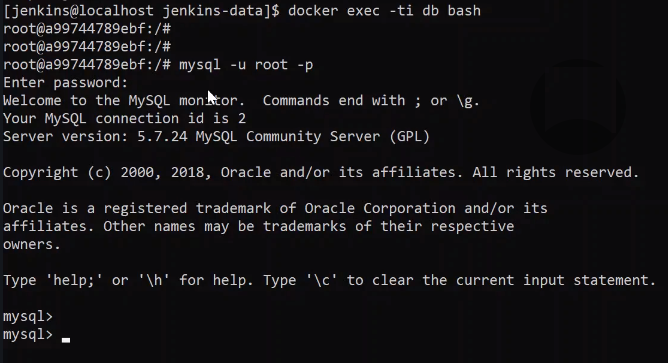 [jenkins@localhost jenkins-data]$ docker exec -ti db bash
root@a99744789ebf:/#
root@a99744789ebf:/#
root@a99744789ebf:/# mysql -u root -p
Enter password:
Welcome to the MySQL monitor.  Commands end with ; or \g.
Your MySQL connection id is 2
Server version: 5.7.24 MySQL Community Server (GPL)
Copyright (c) 2000, 2018, Oracle and/or its affiliates. All rights reserved.
Oracle is a registered trademark of Oracle Corporation and/or its
affiliates. Other names may be trademarks of their respective
owners.
Type 'help;' or '\h' for help. Type '\c' to clear the current input statement.
mysql>
mysql>